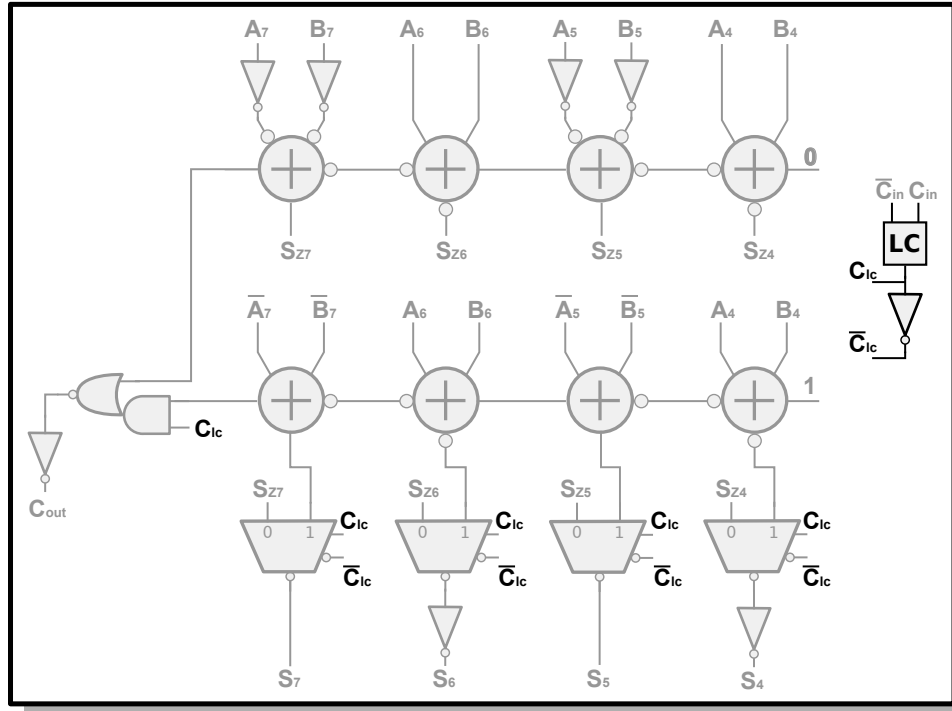 A7 B7 A6 B6 A5 B5 A4 B4
0
C̅in Cin
LC
SZ7 SZ6 SZ5 SZ4
Clc
A̅7 B̅7 A6 B6 A̅5 B̅5 A4 B4
C̅lc
1
Clc
Cout
SZ7 SZ6 SZ5 SZ4
0 1 Clc 0 1 Clc 0 1 Clc 0 1 Clc
C̅lc C̅lc C̅lc C̅lc
S7 S6 S5 S4